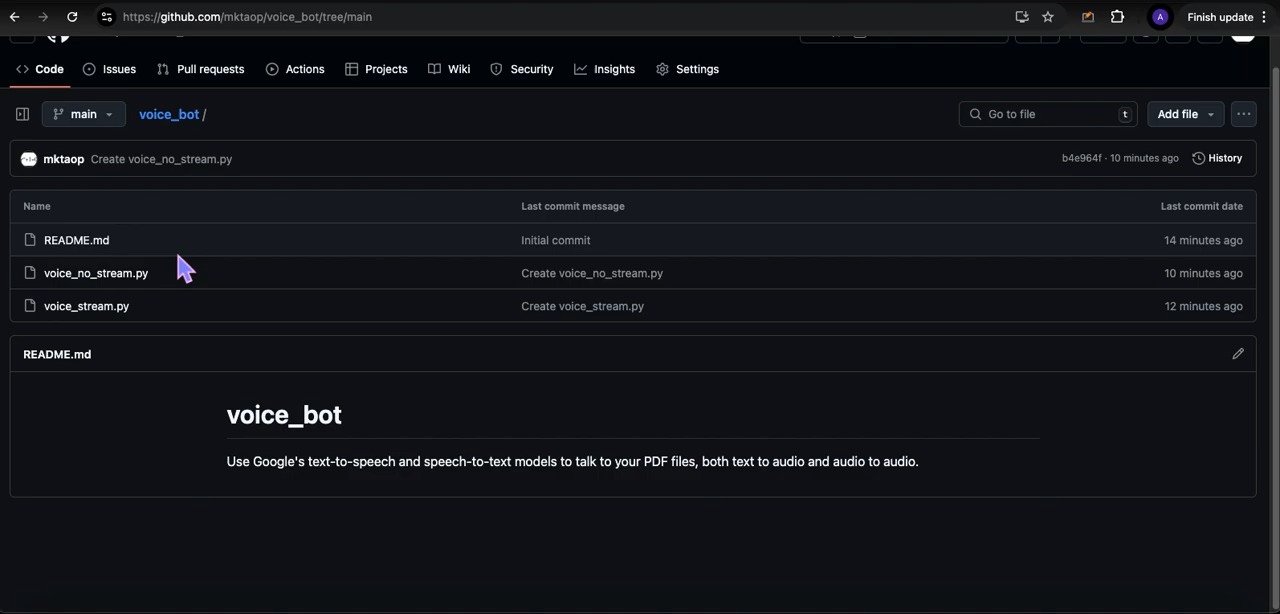 https://github.com/mktaop/voice_bot/tree/main
A
Finish update
Code
Issues
Pull requests
Actions
Projects
Wiki
Security
Insights
Settings
main
voice_bot /
Go to file
t
Add file
mktaop Create voice_no_stream.py
b4e964f · 10 minutes ago
History
Name Last commit message Last commit date
README.md Initial commit 14 minutes ago
voice_no_stream.py Create voice_no_stream.py 10 minutes ago
voice_stream.py Create voice_stream.py 12 minutes ago
README.md
voice_bot
Use Google's text-to-speech and speech-to-text models to talk to your PDF files, both text to audio and audio to audio.